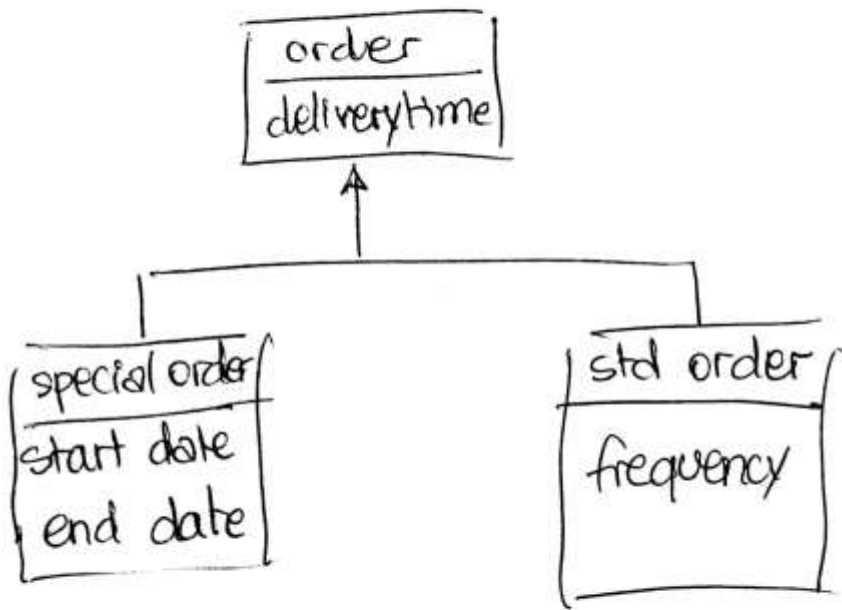 order
deliverytime
special order
start date
end date
std order
frequency